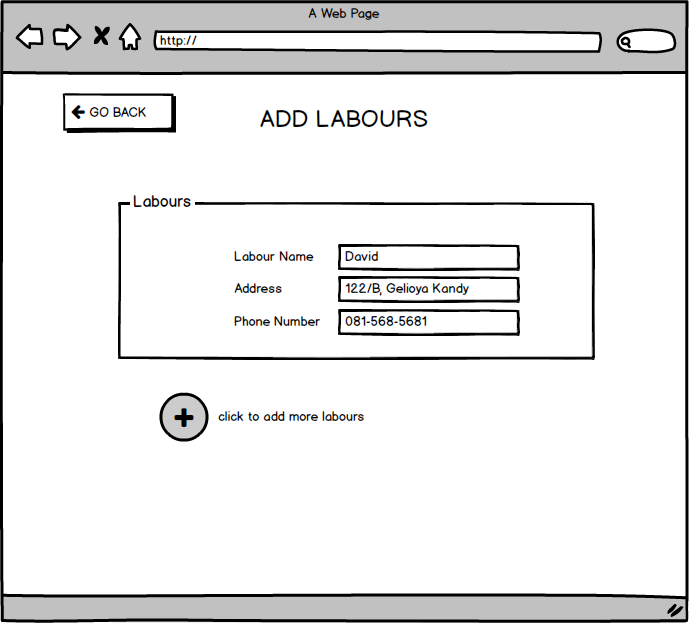 A Web Page
http://
GO BACK
ADD LABOURS
Labours
Labour Name David
Address 122/B, Gelioya Kandy
Phone Number 081-568-5681
click to add more labours